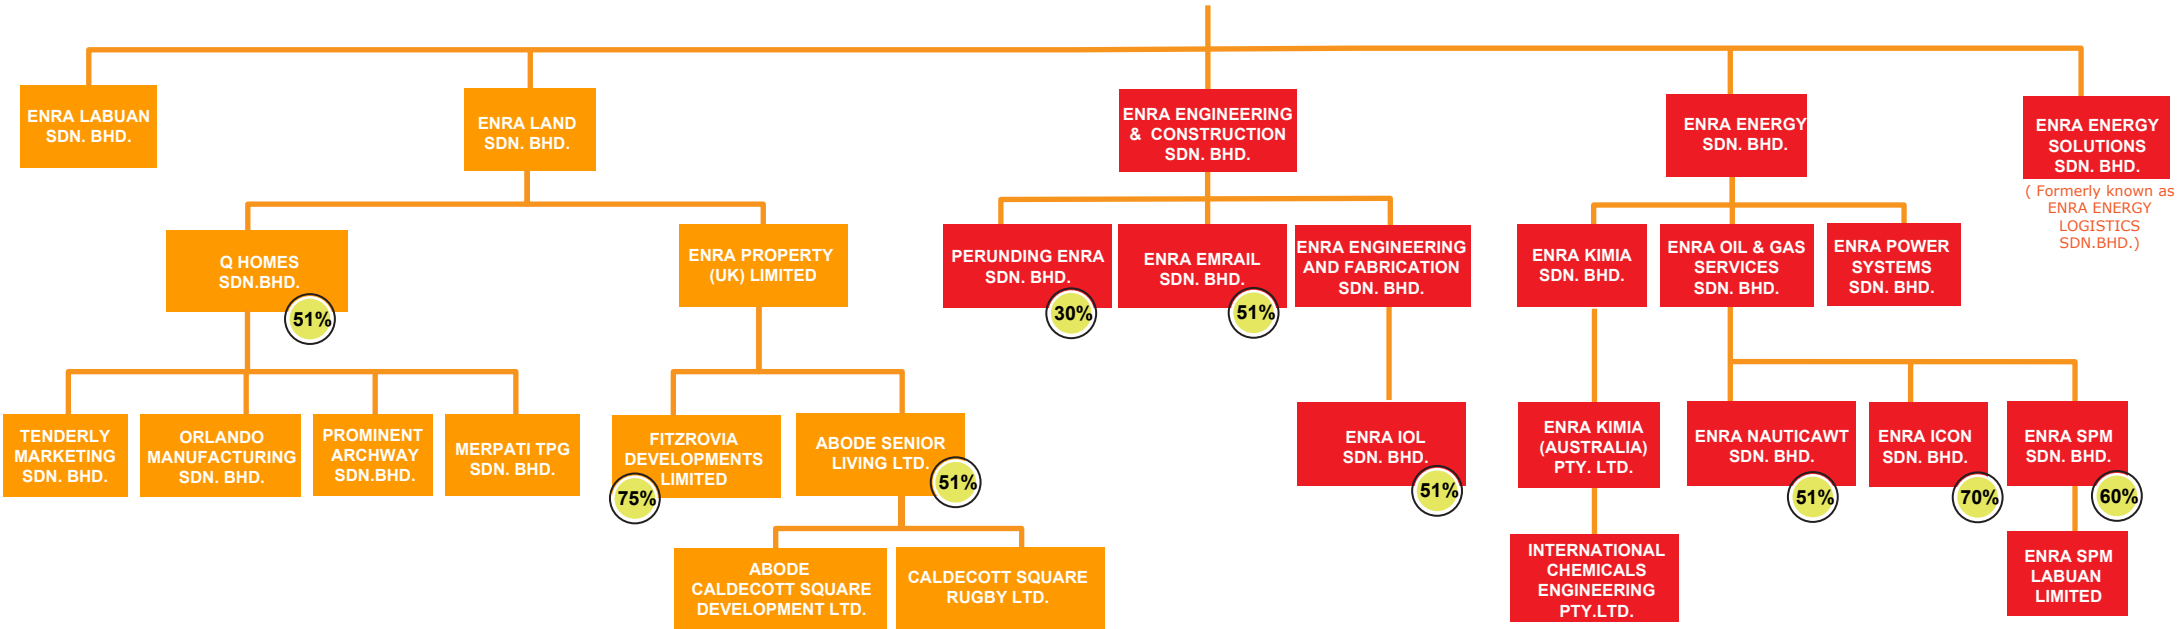 ENRA LABUAN
SDN. BHD.
ENRA LAND
SDN. BHD.
ENRA ENGINEERING
& CONSTRUCTION
SDN. BHD.
ENRA ENERGY
SDN. BHD.
ENRA ENERGY
SOLUTIONS
SDN. BHD.
( Formerly known as
ENRA ENERGY
LOGISTICS
SDN.BHD.)
Q HOMES
SDN.BHD.
51%
ENRA PROPERTY
(UK) LIMITED
PERUNDING ENRA
SDN. BHD.
30%
ENRA EMRAIL
SDN. BHD.
51%
ENRA ENGINEERING
AND FABRICATION
SDN. BHD.
ENRA KIMIA
SDN. BHD.
ENRA OIL & GAS
SERVICES
SDN. BHD.
ENRA POWER
SYSTEMS
SDN. BHD.
TENDERLY
MARKETING
SDN. BHD.
ORLANDO
MANUFACTURING
SDN. BHD.
PROMINENT
ARCHWAY
SDN.BHD.
MERPATI TPG
SDN. BHD.
FITZROVIA
DEVELOPMENTS
LIMITED
75%
ABODE SENIOR
LIVING LTD.
51%
ENRA IOL
SDN. BHD.
51%
ENRA KIMIA
(AUSTRALIA)
PTY. LTD.
ENRA NAUTICAWT
SDN. BHD.
51%
ENRA ICON
SDN. BHD.
70%
ENRA SPM
SDN. BHD.
60%
ABODE
CALDECOTT SQUARE
DEVELOPMENT LTD.
CALDECOTT SQUARE
RUGBY LTD.
INTERNATIONAL
CHEMICALS
ENGINEERING
PTY.LTD.
ENRA SPM
LABUAN
LIMITED